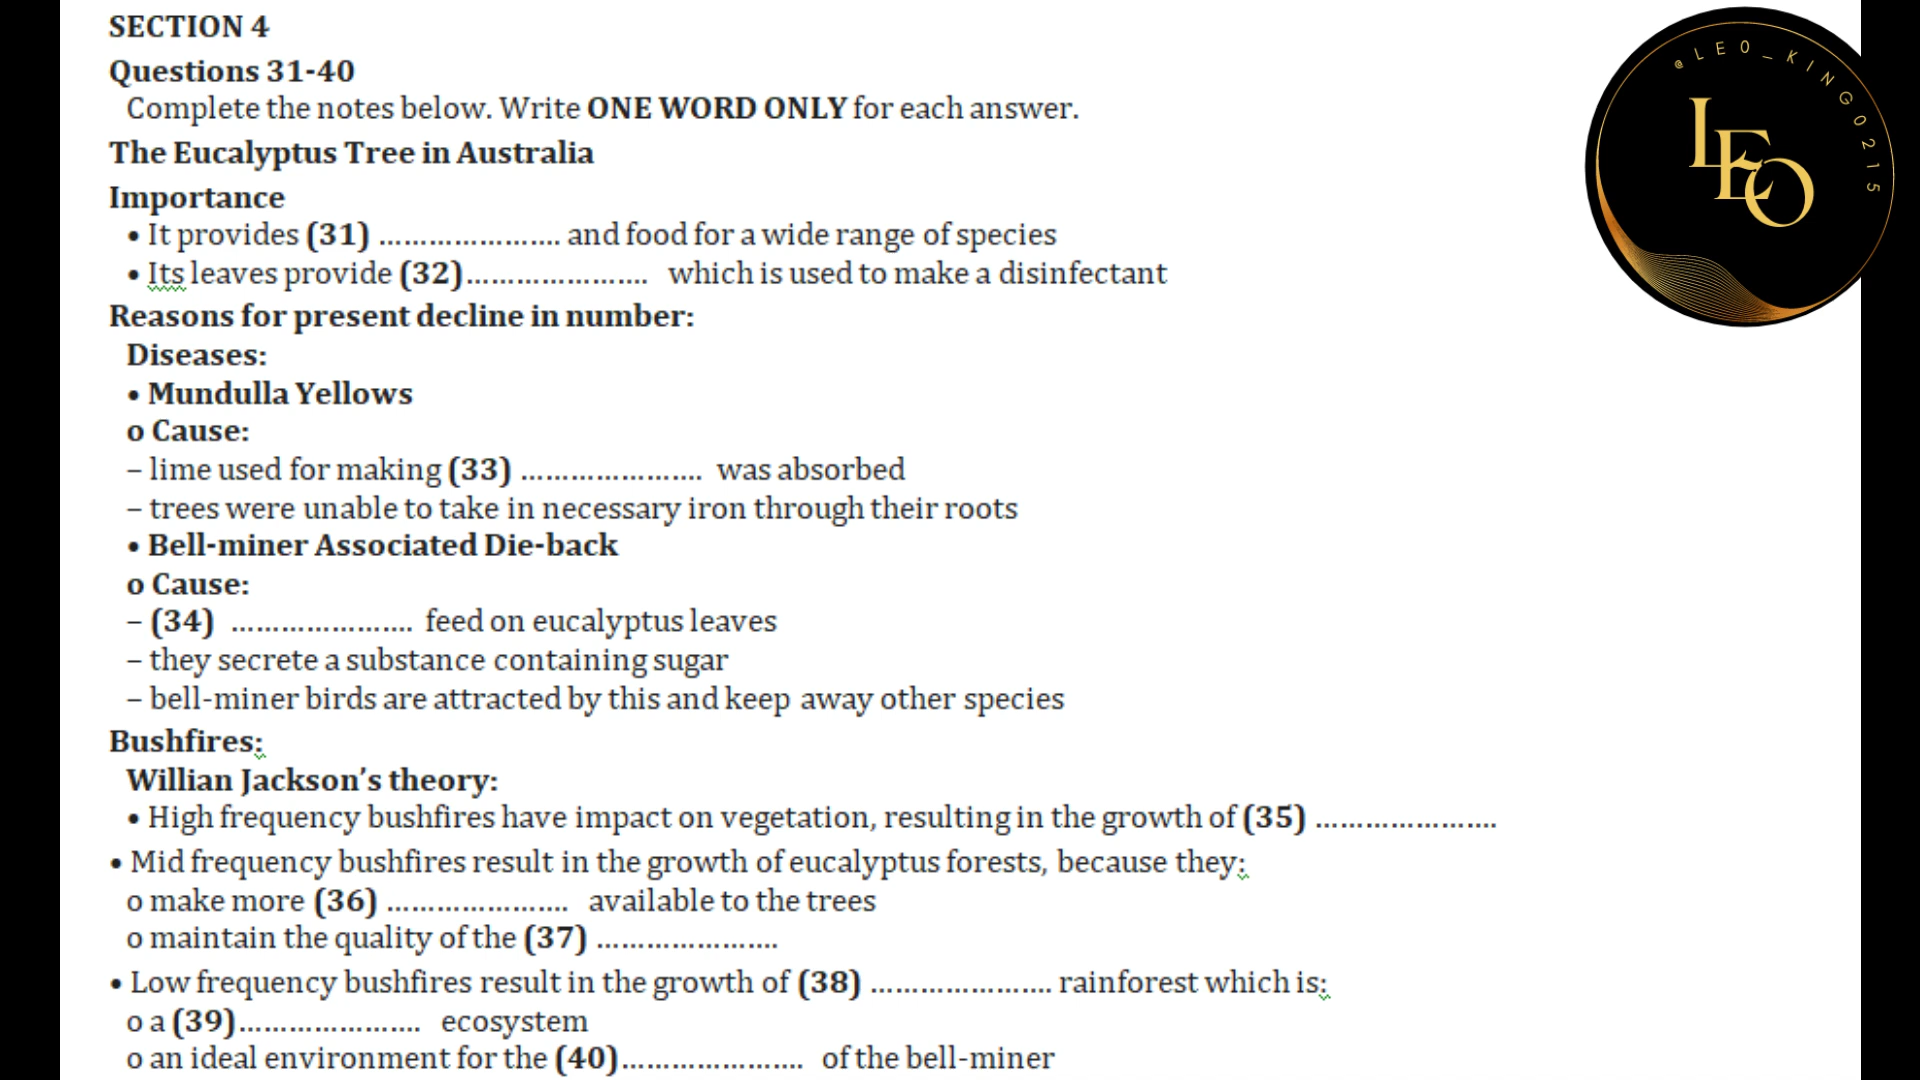 SECTION 4
Questions 31-40
Complete the notes below. Write ONE WORD ONLY for each answer.
The Eucalyptus Tree in Australia
Importance
• It provides (31) …………………. and food for a wide range of species
• Its leaves provide (32)…………………. which is used to make a disinfectant
Reasons for present decline in number:
Diseases:
• Mundulla Yellows
o Cause:
– lime used for making (33) …………………. was absorbed
– trees were unable to take in necessary iron through their roots
• Bell-miner Associated Die-back
o Cause:
– (34) …………………. feed on eucalyptus leaves
– they secrete a substance containing sugar
– bell-miner birds are attracted by this and keep away other species
Bushfires:
Willian Jackson’s theory:
• High frequency bushfires have impact on vegetation, resulting in the growth of (35) ………………….
• Mid frequency bushfires result in the growth of eucalyptus forests, because they:
o make more (36) …………………. available to the trees
o maintain the quality of the (37) ………………….
• Low frequency bushfires result in the growth of (38) …………………. rainforest which is:
o a (39)…………………. ecosystem
o an ideal environment for the (40)…………………. of the bell-miner
@LEO_KING0215
LEO